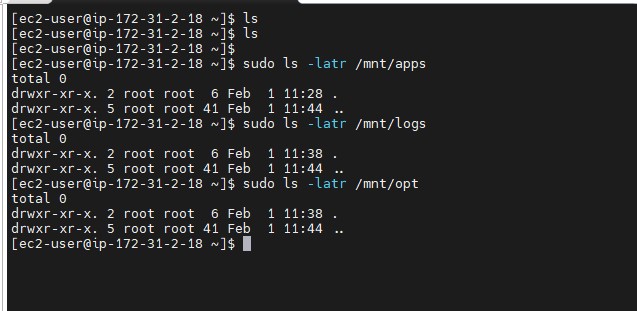 [ec2-user@ip-172-31-2-18 ~]$ ls
[ec2-user@ip-172-31-2-18 ~]$ ls
[ec2-user@ip-172-31-2-18 ~]$
[ec2-user@ip-172-31-2-18 ~]$ sudo ls -latr /mnt/apps
total 0
drwxr-xr-x. 2 root root  6 Feb  1 11:28 .
drwxr-xr-x. 5 root root 41 Feb  1 11:44 ..
[ec2-user@ip-172-31-2-18 ~]$ sudo ls -latr /mnt/logs
total 0
drwxr-xr-x. 2 root root  6 Feb  1 11:38 .
drwxr-xr-x. 5 root root 41 Feb  1 11:44 ..
[ec2-user@ip-172-31-2-18 ~]$ sudo ls -latr /mnt/opt
total 0
drwxr-xr-x. 2 root root  6 Feb  1 11:38 .
drwxr-xr-x. 5 root root 41 Feb  1 11:44 ..
[ec2-user@ip-172-31-2-18 ~]$